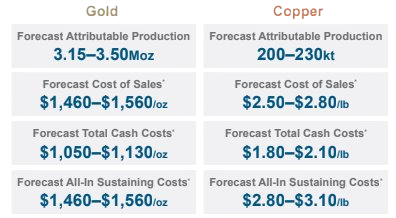 Gold
Copper
Forecast Attributable Production
3.15–3.50Moz
Forecast Attributable Production
200–230kt
Forecast Cost of Sales*
$1,460–$1,560/oz
Forecast Cost of Sales*
$2.50–$2.80/lb
Forecast Total Cash Costs*
$1,050–$1,130/oz
Forecast Total Cash Costs*
$1.80–$2.10/lb
Forecast All-In Sustaining Costs*
$1,460–$1,560/oz
Forecast All-In Sustaining Costs*
$2.80–$3.10/lb